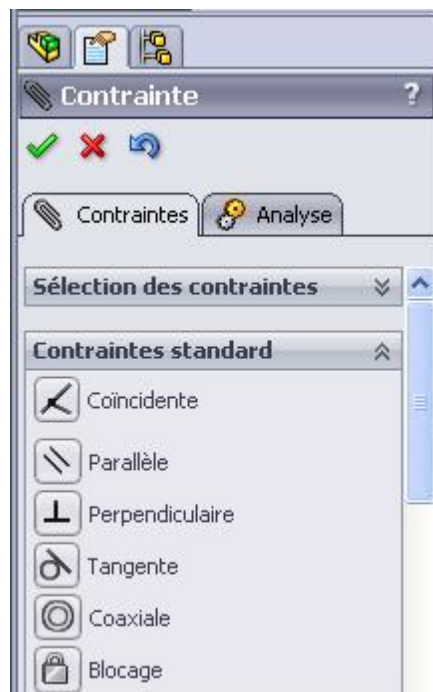 Contrainte ?
Contraintes Analyse
Sélection des contraintes
Contraintes standard
Coïncidente
Parallèle
Perpendiculaire
Tangente
Coaxiale
Blocage